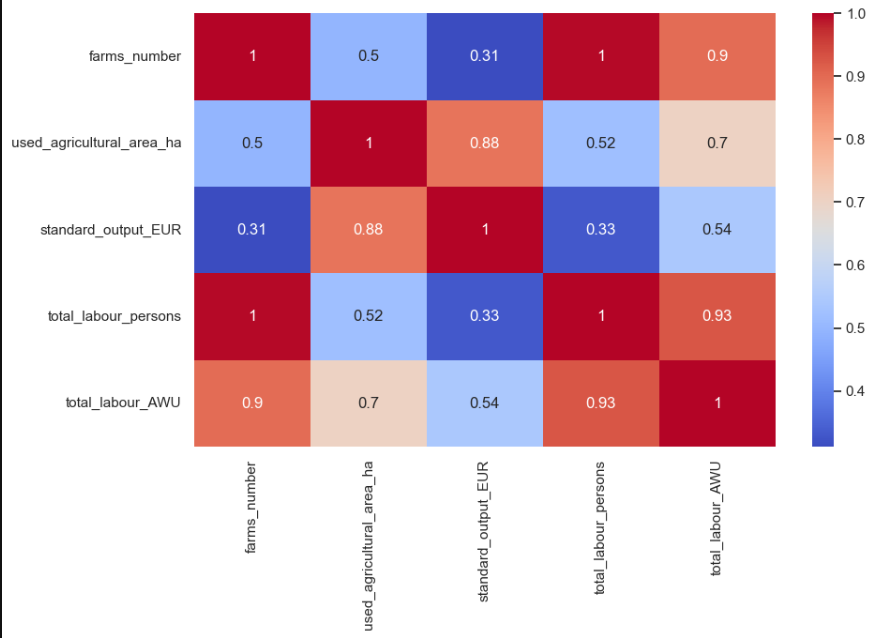 farms_number 1 0.5 0.31 1 0.9
used_agricultural_area_ha 0.5 1 0.88 0.52 0.7
standard_output_EUR 0.31 0.88 1 0.33 0.54
total_labour_persons 1 0.52 0.33 1 0.93
total_labour_AWU 0.9 0.7 0.54 0.93 1
farms_number
used_agricultural_area_ha
standard_output_EUR
total_labour_persons
total_labour_AWU
1.0
0.9
0.8
0.7
0.6
0.5
0.4